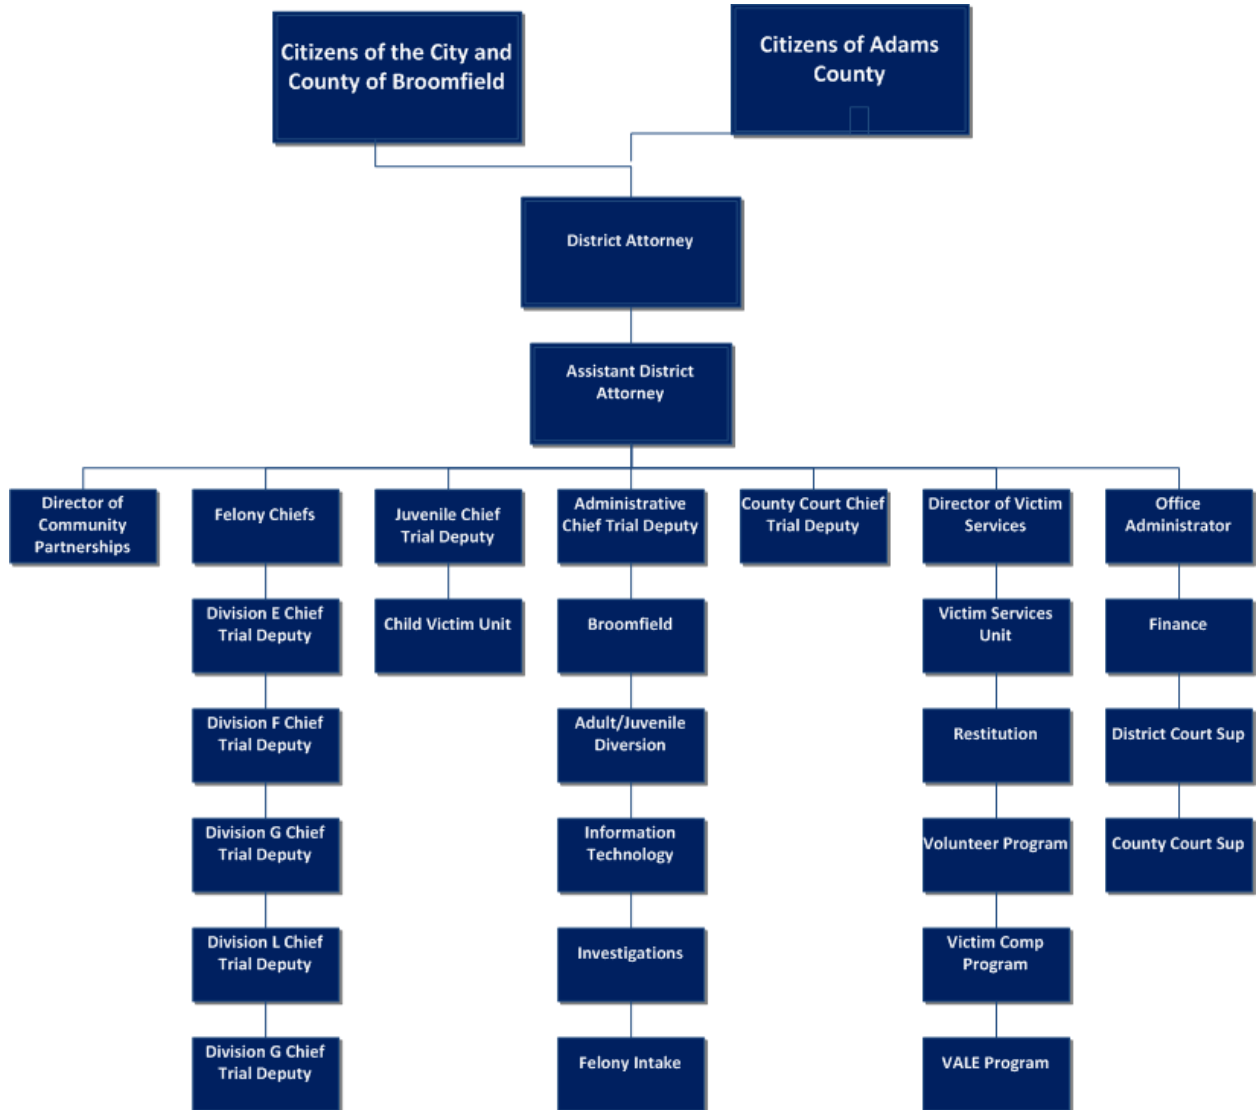 Citizens of the City and
County of Broomfield
Citizens of Adams
County
District Attorney
Assistant District
Attorney
Director of
Community
Partnerships
Felony Chiefs
Juvenile Chief
Trial Deputy
Administrative
Chief Trial Deputy
County Court Chief
Trial Deputy
Director of Victim
Services
Office
Administrator
Division E Chief
Trial Deputy
Child Victim Unit
Broomfield
Victim Services
Unit
Finance
Division F Chief
Trial Deputy
Adult/Juvenile
Diversion
Restitution
District Court Sup
Division G Chief
Trial Deputy
Information
Technology
Volunteer Program
County Court Sup
Division L Chief
Trial Deputy
Investigations
Victim Comp
Program
Division G Chief
Trial Deputy
Felony Intake
VALE Program